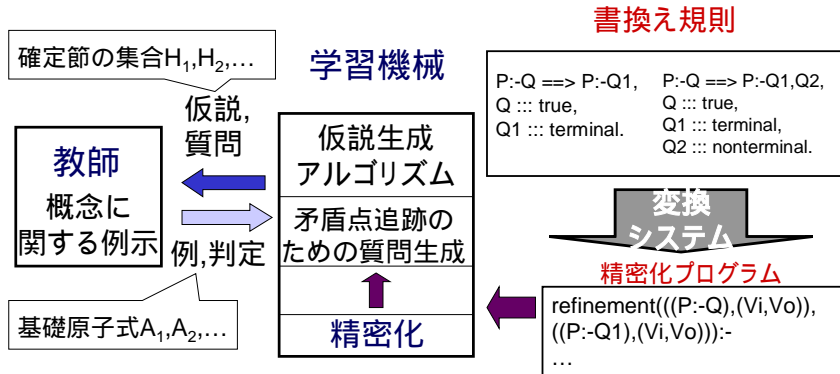 書換え規則
確定節の集合H1,H2,…
学習機械
P:-Q ==> P:-Q1,
Q ::: true,
Q1 ::: terminal.
P:-Q ==> P:-Q1,Q2,
Q ::: true,
Q1 ::: terminal,
Q2 ::: nonterminal.
仮説,
質問
教師
概念に
関する例示
仮説生成
アルゴリズム
矛盾点追跡の
ための質問生成
精密化
例,判定
基礎原子式A1,A2,…
変換
システム
精密化プログラム
refinement(((P:-Q),(Vi,Vo)),
((P:-Q1),(Vi,Vo))):-
…